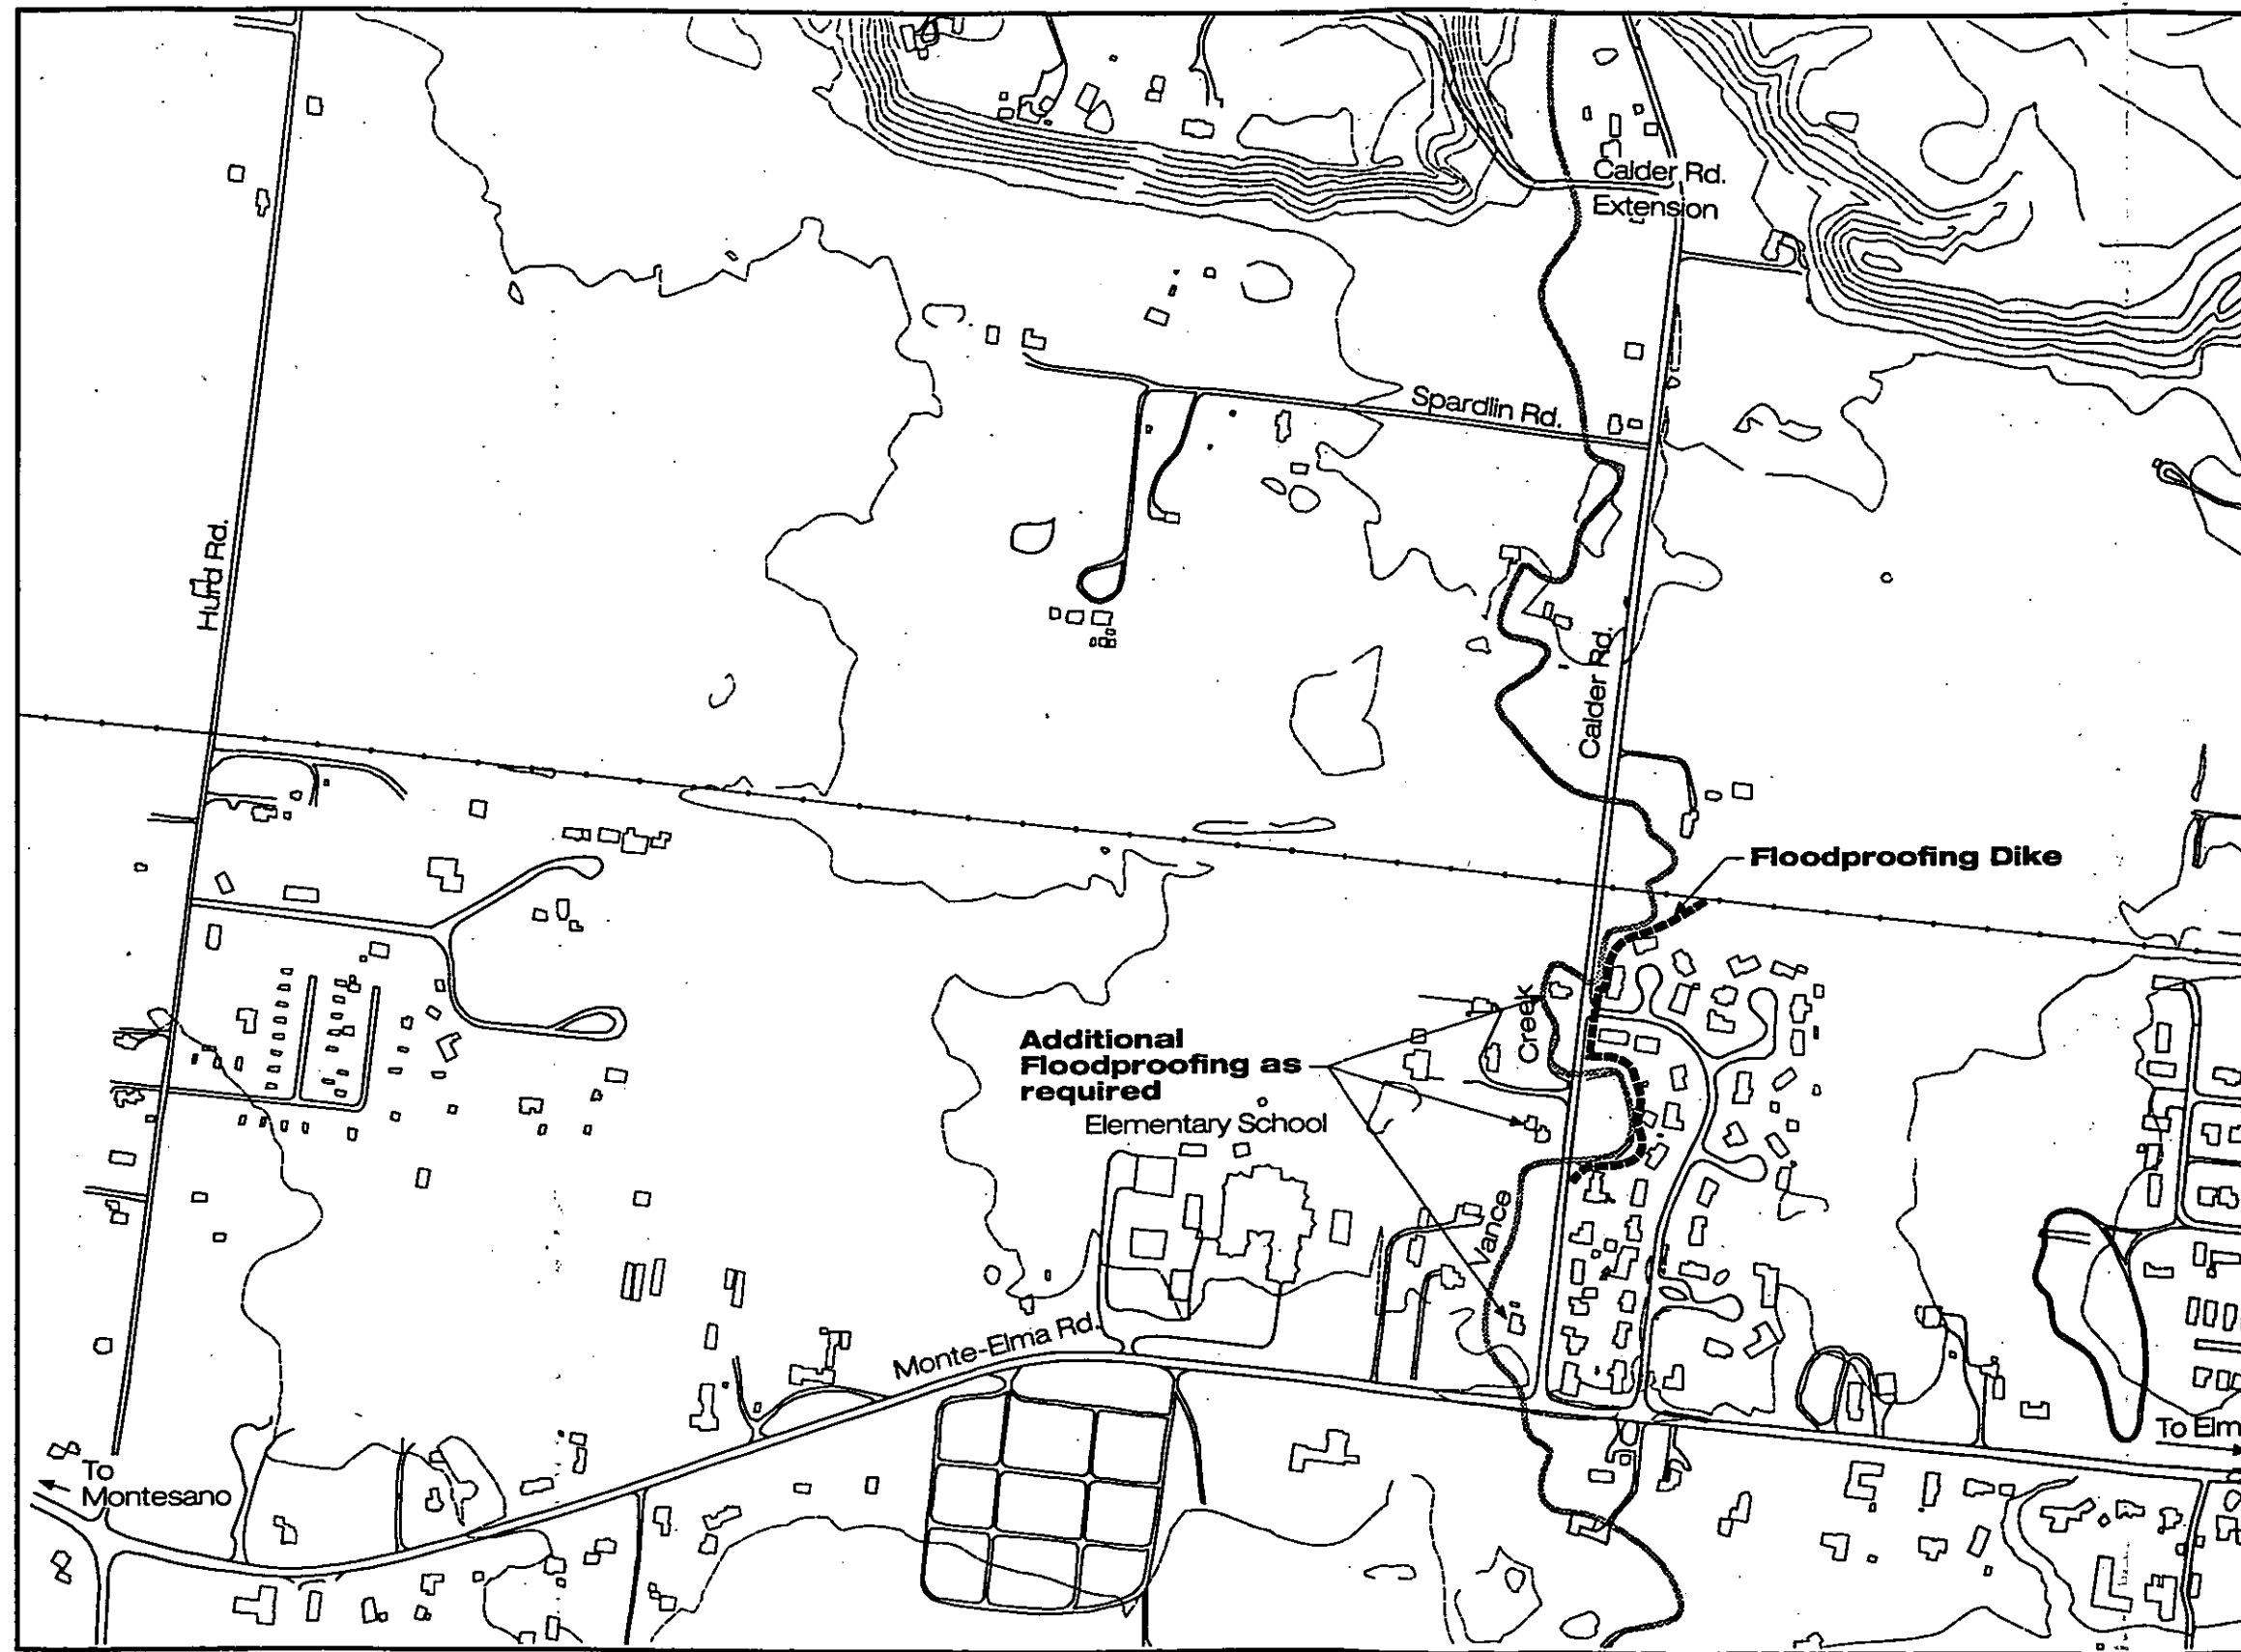 Calder Rd.
Extension
Spardlin Rd.
Hurd Rd.
Calder Rd.
Floodproofing Dike
Creek
Additional
Floodproofing as
required
Elementary School
Vance
Monte-Elma Rd.
To Elm
To
Montesano